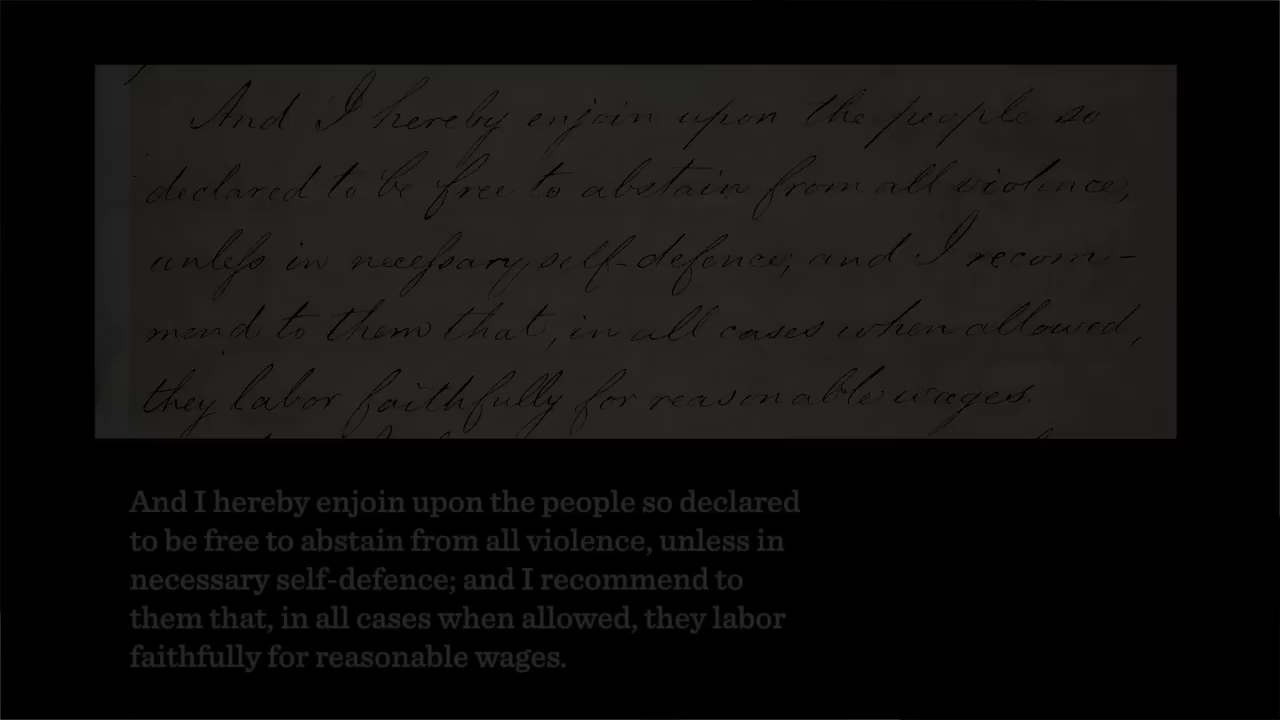 And I hereby enjoin upon the people so
declared to be free to abstain from all violence,
unleſs in neceſsary self-defence; and I recom-
mend to them that, in all cases when allowed,
they labor faithfully for reasonable wages.
And I hereby enjoin upon the people so declared
to be free to abstain from all violence, unless in
necessary self-defence; and I recommend to
them that, in all cases when allowed, they labor
faithfully for reasonable wages.